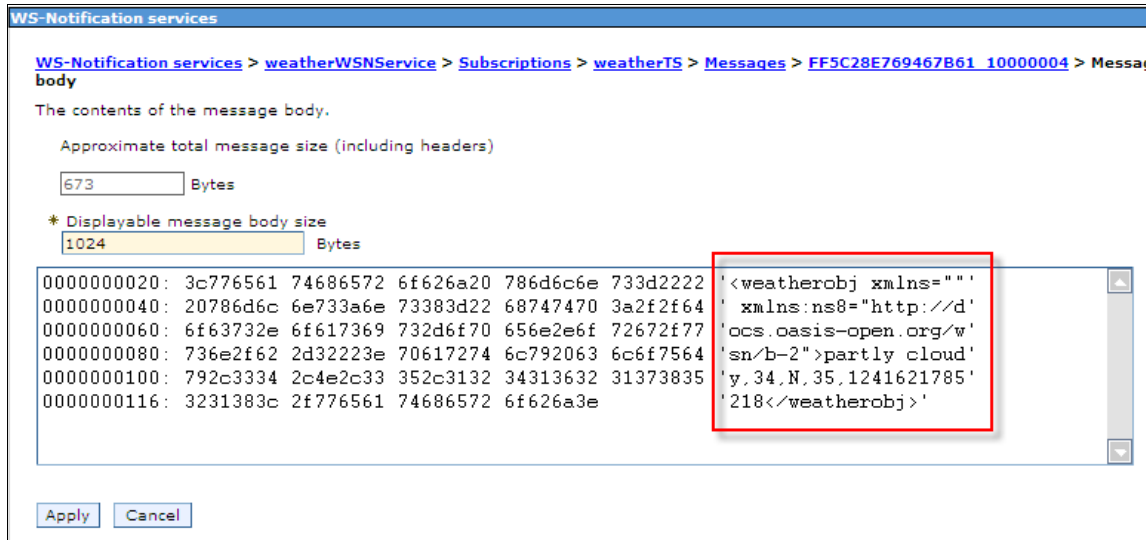 WS-Notification services
WS-Notification services > weatherWSNService > Subscriptions > weatherTS > Messages > FF5C28E769467B61_10000004 >
body
The contents of the message body.
Approximate total message size (including headers)
673 Bytes
* Displayable message body size
1024 Bytes
0000000020: 3c776561 74686572 6f626a20 786d6c6e 733d2222 '<weatherobj xmlns=""'
0000000040: 20786d6c 6e733a6e 73383d22 68747470 3a2f2f64 ' xmlns:ns8="http://d'
0000000060: 6f63732e 6f617369 732d6f70 656e2e6f 72672f77 'ocs.oasis-open.org/w'
0000000080: 736e2f62 2d32223e 70617274 6c792063 6c6f7564 'sn/b-2">partly cloud'
0000000100: 792c3334 2c4e2c33 352c3132 34313632 31373835 'y,34,N,35,1241621785'
0000000116: 3231383c 2f776561 74686572 6f626a3e '218</weatherobj>'
Apply Cancel